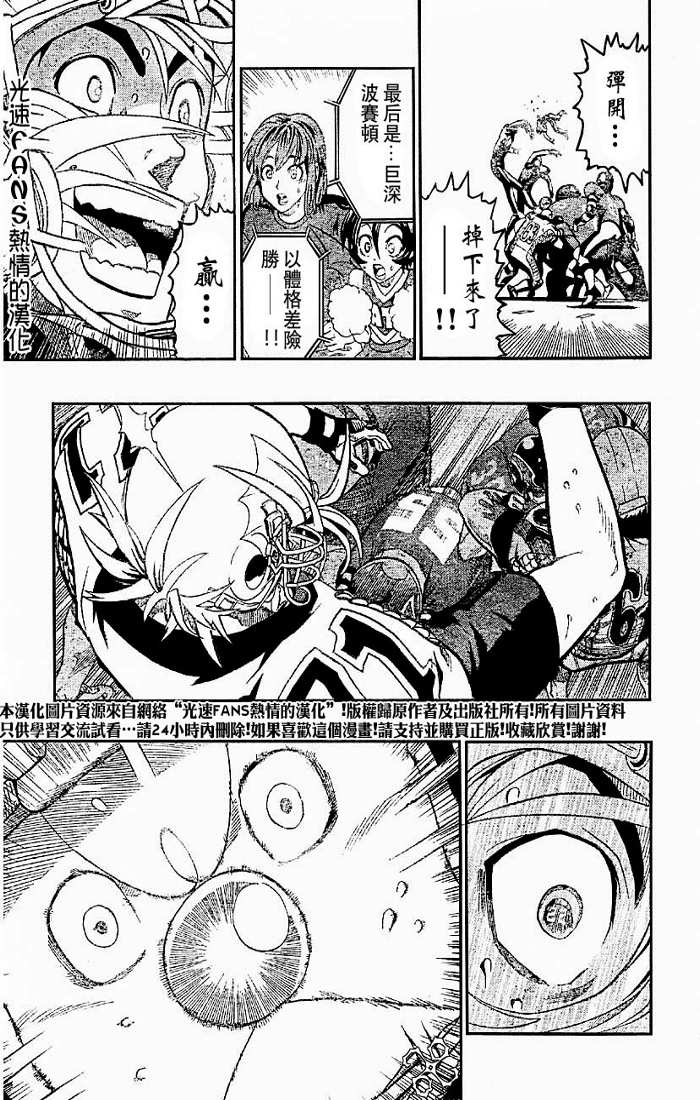 彈開…
掉下來了
——!!
最后是…巨深
波賽頓
以體格差險
勝——!!
贏…
光速FANS熱情的漢化
本漢化圖片資源來自網絡“光速FANS熱情的漢化”!版權歸原作者及出版社所有!所有圖片資料
只供學習交流試看…請24小時內刪除!如果喜歡這個漫畫!請支持並購買正版!收藏欣賞!謝謝!